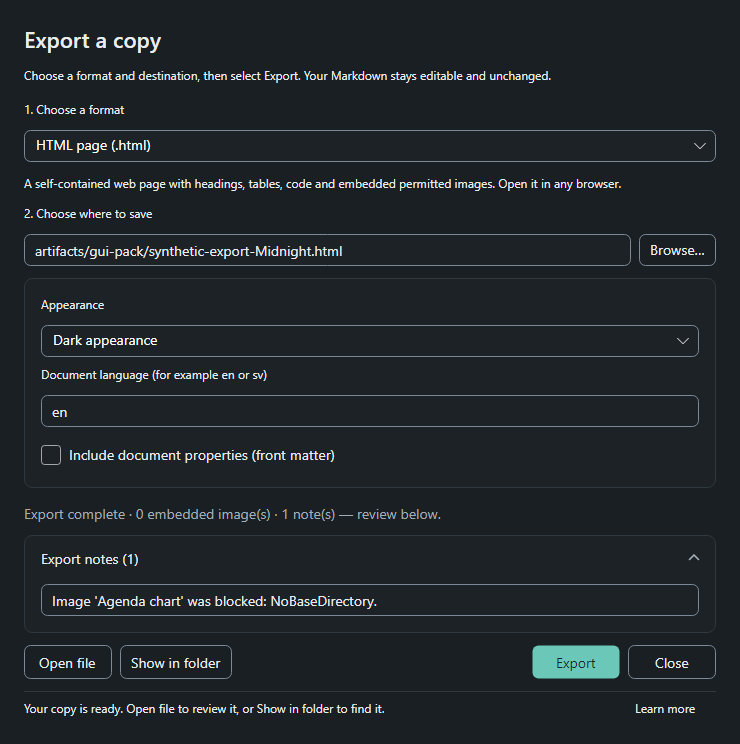 Export a copy
Choose a format and destination, then select Export. Your Markdown stays editable and unchanged.
1. Choose a format
HTML page (.html)
A self-contained web page with headings, tables, code and embedded permitted images. Open it in any browser.
2. Choose where to save
artifacts/gui-pack/synthetic-export-Midnight.html
Browse...
Appearance
Dark appearance
Document language (for example en or sv)
en
Include document properties (front matter)
Export complete · 0 embedded image(s) · 1 note(s) — review below.
Export notes (1)
Image 'Agenda chart' was blocked: NoBaseDirectory.
Open file
Show in folder
Export
Close
Your copy is ready. Open file to review it, or Show in folder to find it.
Learn more